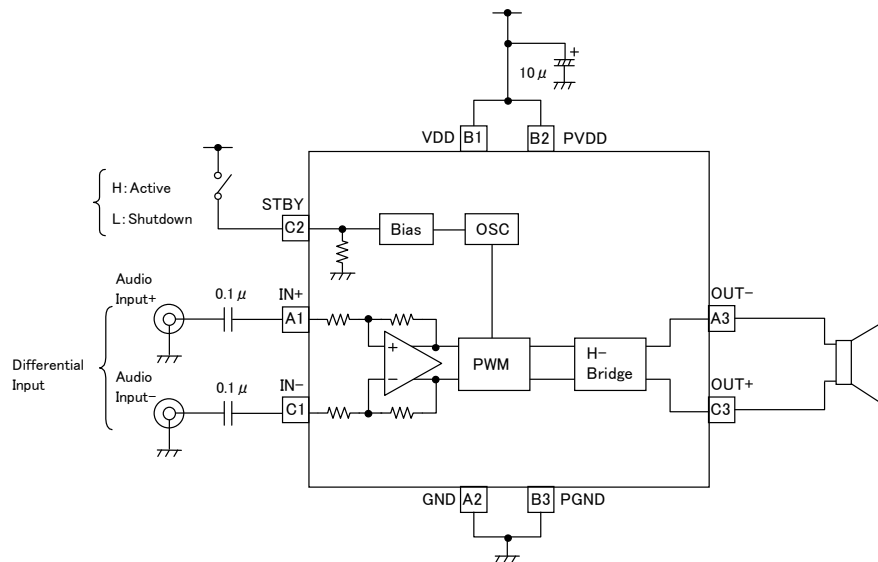 +
10μ
VDD
B1
B2
PVDD
H:Active
L:Shutdown
STBY
C2
Bias
OSC
Audio
Input+
0.1μ
IN+
A1
OUT-
A3
+
-
PWM
H-
Bridge
Differential
Input
Audio
Input-
0.1μ
IN-
C1
OUT+
C3
GND
A2
B3
PGND